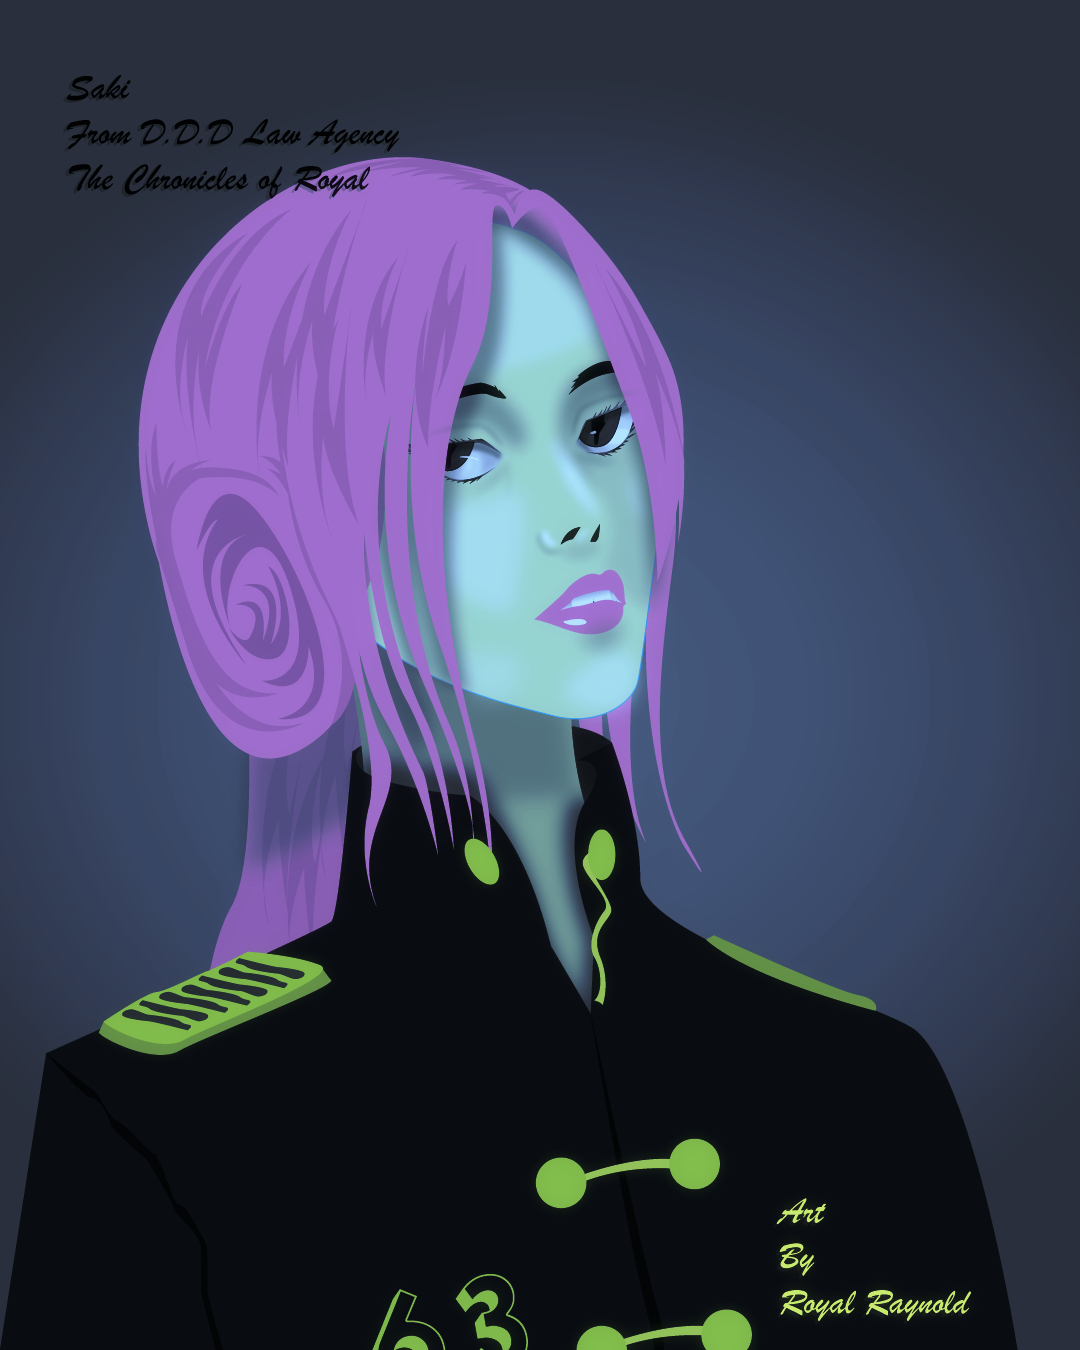 Saki
From D.D.D Law Agency
The Chronicles of Royal
Art
By
Royal Raynold
63